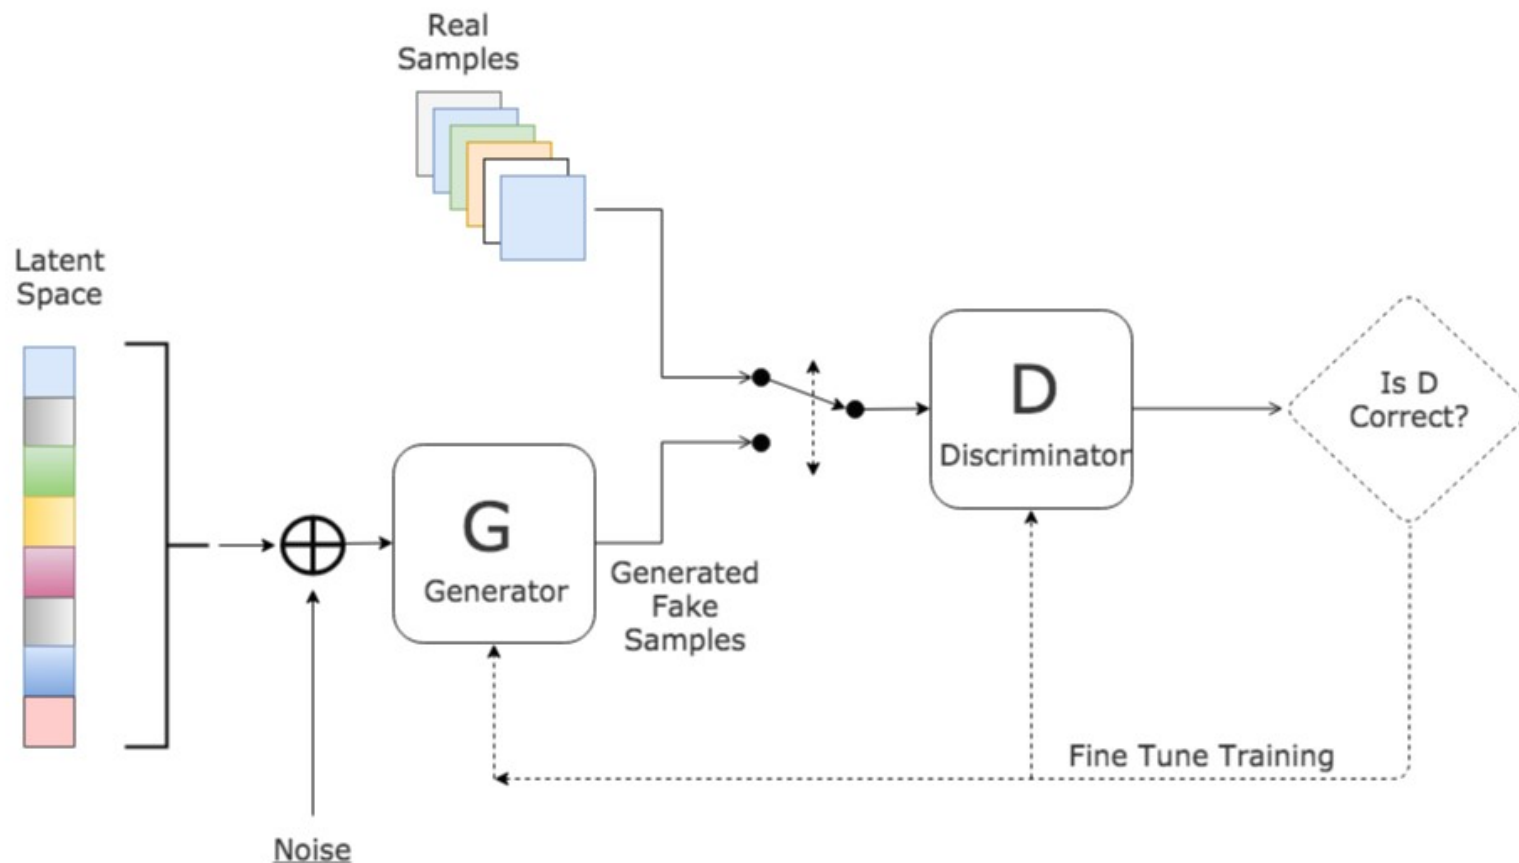 Real
Samples
Latent
Space
D
Discriminator
Is D
Correct?
G
Generator
Generated
Fake
Samples
Fine Tune Training
Noise